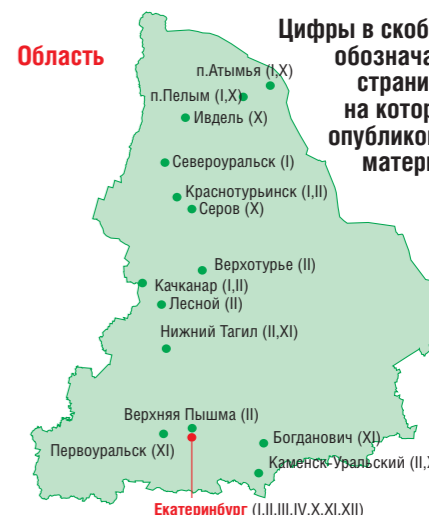 Область
Цифры в скоб
обознача
страни
на котор
опубликов
матери
п.Атымья (I,X)
п.Пелым (I,X)
Ивдель (X)
Североуральск (I)
Краснотурьинск (I,II)
Серов (X)
Верхотурье (II)
Качканар (I,II)
Лесной (II)
Нижний Тагил (II,XI)
Верхняя Пышма (II)
Первоуральск (XI)
Богданович (XI)
Каменск-Уральский (II,X
Екатеринбург (I,II,III,IV,X,XI,XII)